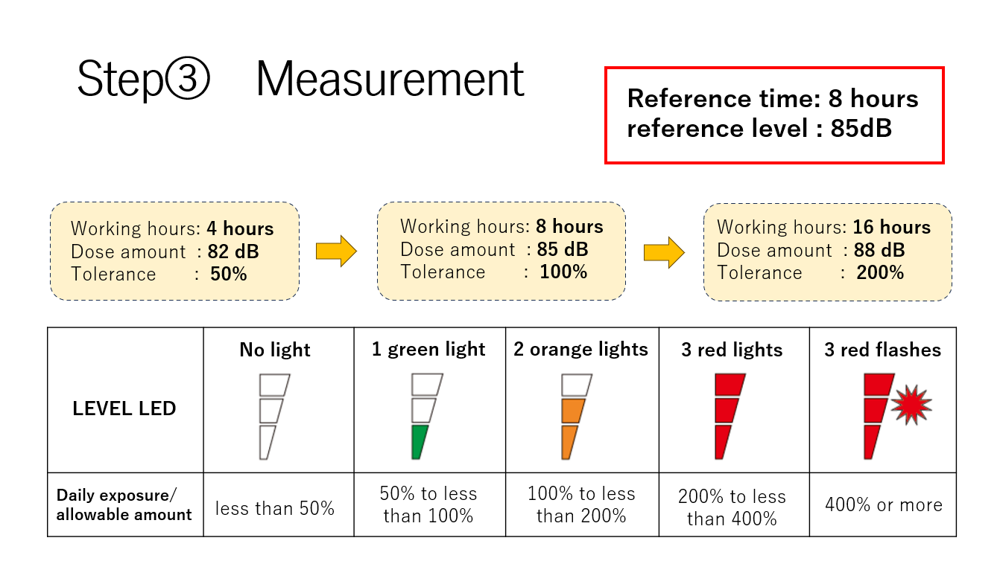 Step③ Measurement
Reference time: 8 hours
reference level : 85dB
Working hours: 4 hours
Dose amount : 82 dB
Tolerance : 50%
Working hours: 8 hours
Dose amount : 85 dB
Tolerance : 100%
Working hours: 16 hours
Dose amount : 88 dB
Tolerance : 200%
LEVEL LED
No light
1 green light
2 orange lights
3 red lights
3 red flashes
Daily exposure/
allowable amount
less than 50%
50% to less
than 100%
100% to less
than 200%
200% to less
than 400%
400% or more